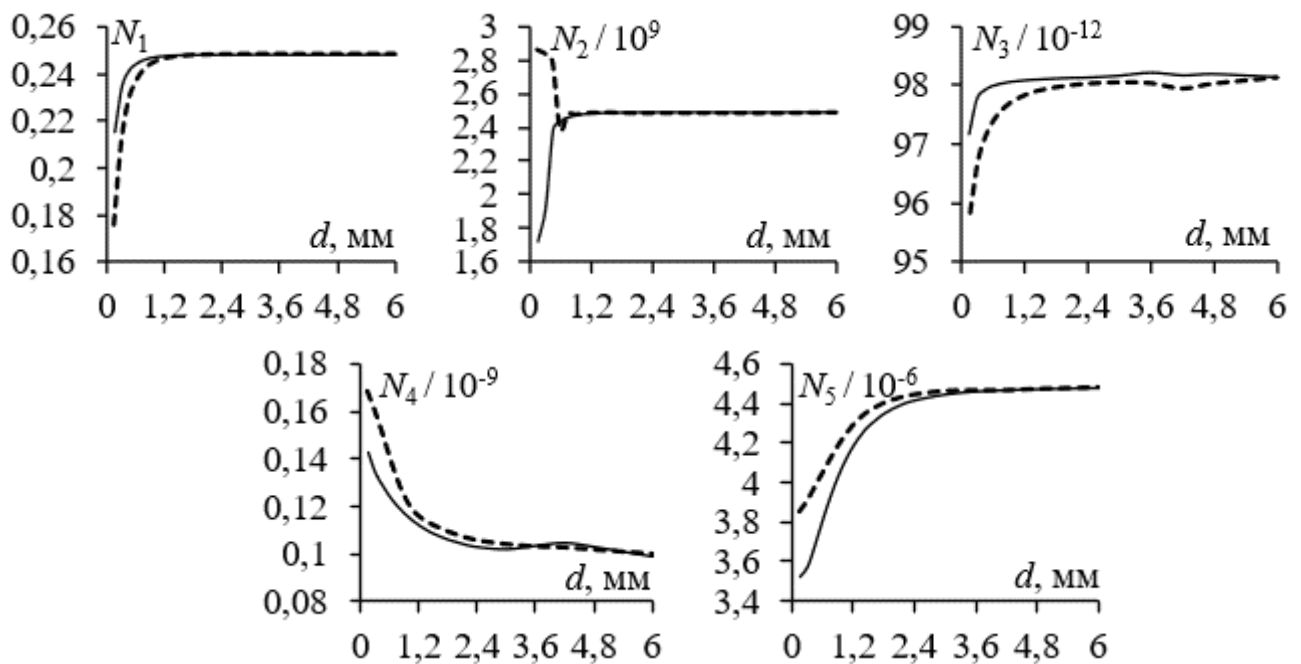 0,26
N1
0,24
0,22
0,2
0,18
0,16
d, мм
0 1,2 2,4 3,6 4,8 6
3
N2 / 10^9
2,8
2,6
2,4
2,2
2
1,8
1,6
d, мм
0 1,2 2,4 3,6 4,8 6
99
N3 / 10^-12
98
97
96
95
d, мм
0 1,2 2,4 3,6 4,8 6
0,18
N4 / 10^-9
0,16
0,14
0,12
0,1
0,08
d, мм
0 1,2 2,4 3,6 4,8 6
4,6
N5 / 10^-6
4,4
4,2
4
3,8
3,6
3,4
d, мм
0 1,2 2,4 3,6 4,8 6